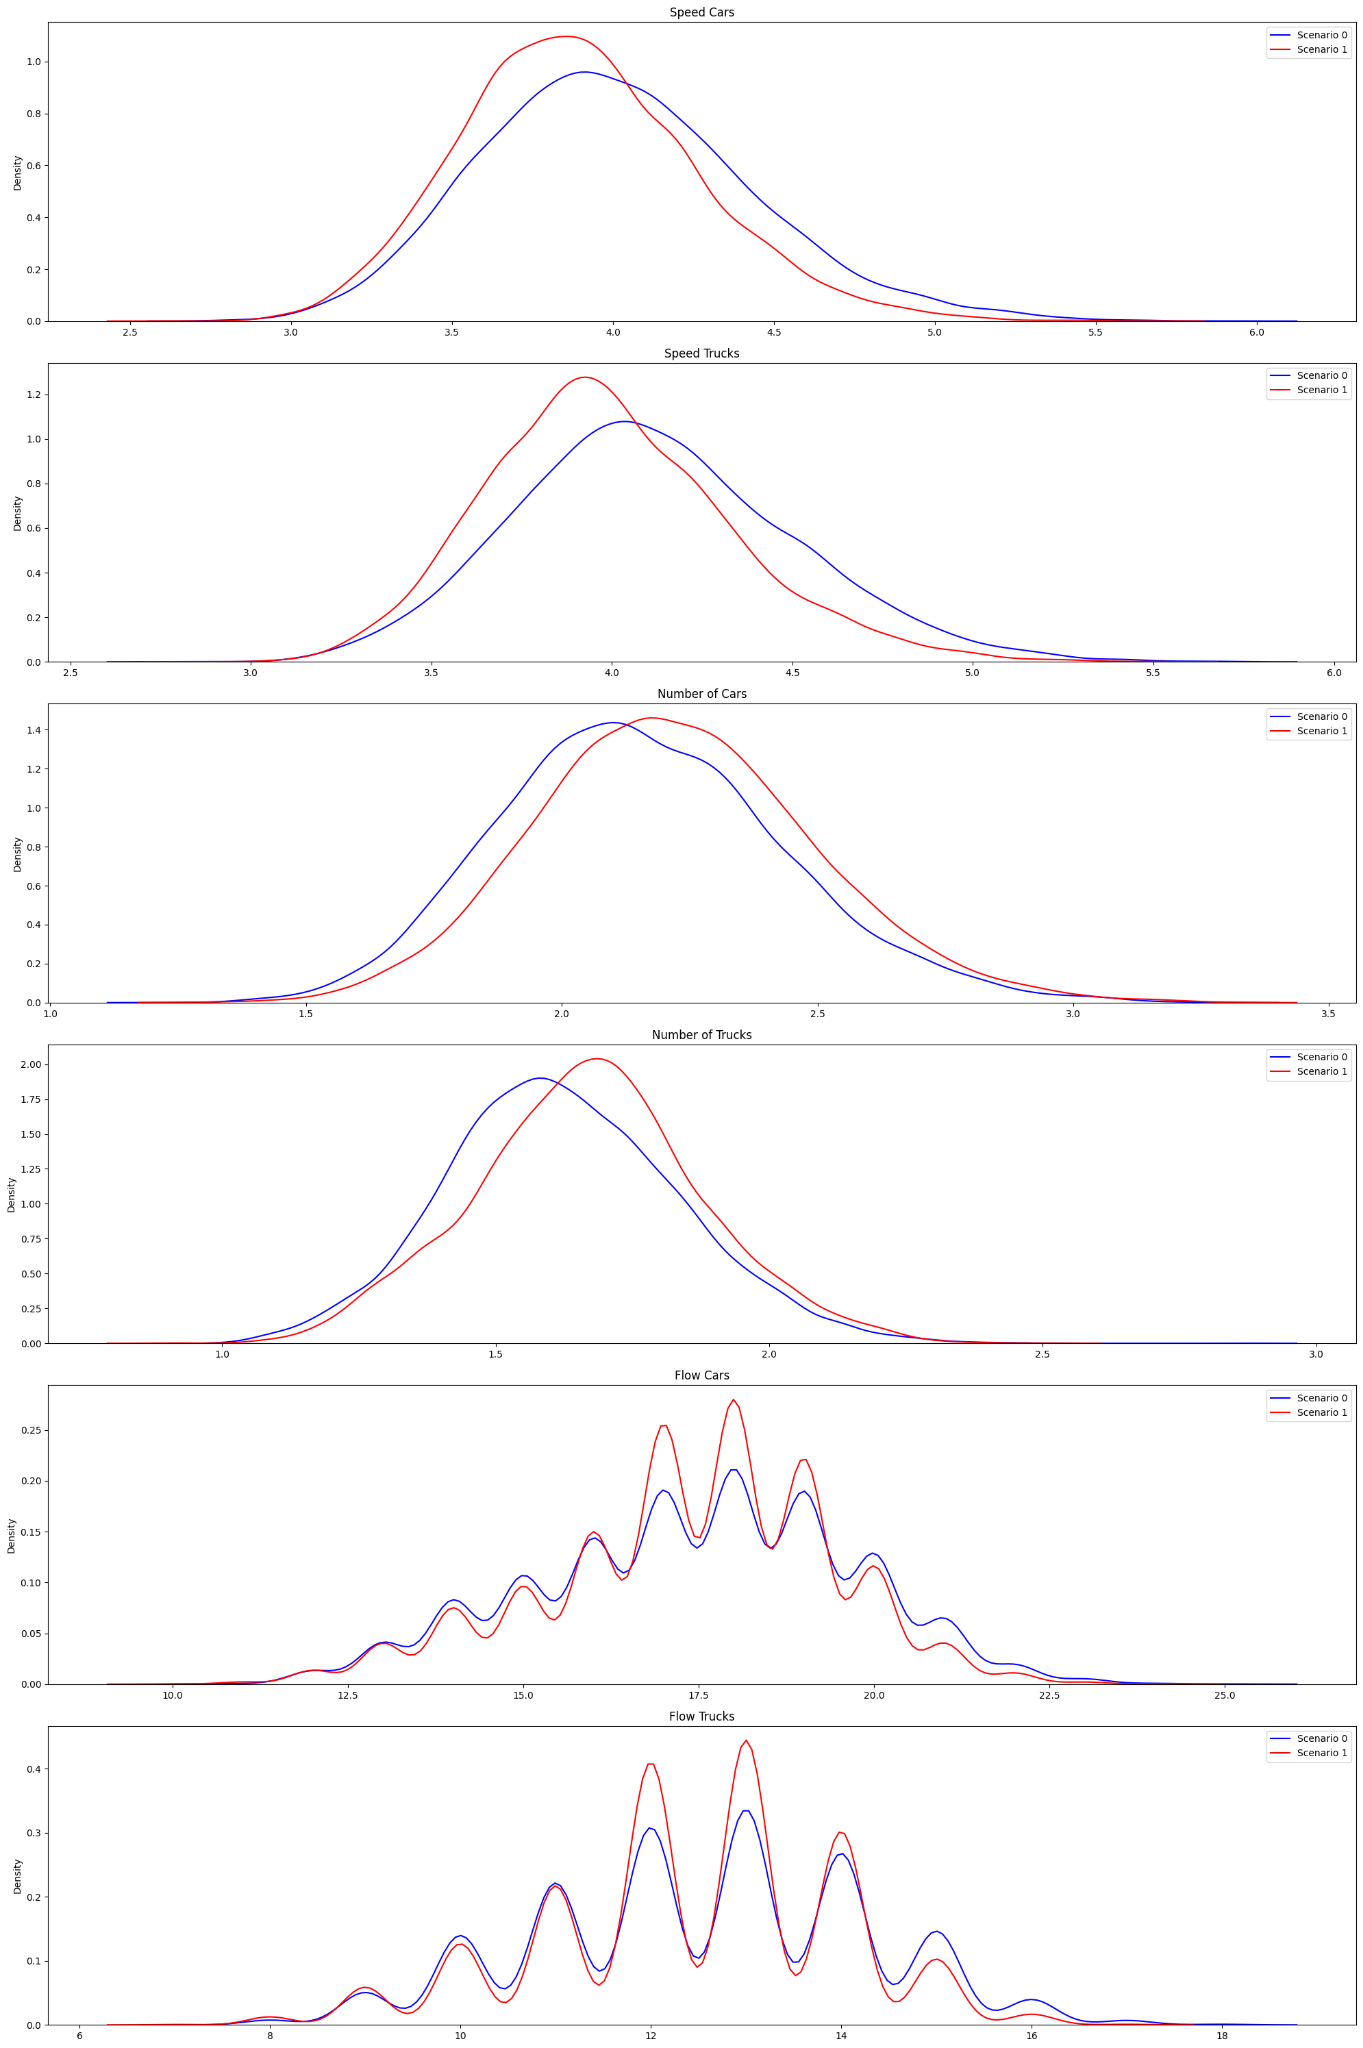 Speed Cars
Scenario 0
Scenario 1
Density
1.0
0.8
0.6
0.4
0.2
0.0
2.5 3.0 3.5 4.0 4.5 5.0 5.5 6.0
Speed Trucks
Scenario 0
Scenario 1
Density
1.2
1.0
0.8
0.6
0.4
0.2
0.0
2.5 3.0 3.5 4.0 4.5 5.0 5.5 6.0
Number of Cars
Scenario 0
Scenario 1
Density
1.4
1.2
1.0
0.8
0.6
0.4
0.2
0.0
1.0 1.5 2.0 2.5 3.0 3.5
Number of Trucks
Scenario 0
Scenario 1
Density
2.00
1.75
1.50
1.25
1.00
0.75
0.50
0.25
0.00
1.0 1.5 2.0 2.5 3.0
Flow Cars
Scenario 0
Scenario 1
Density
0.25
0.20
0.15
0.10
0.05
0.00
10.0 12.5 15.0 17.5 20.0 22.5 25.0
Flow Trucks
Scenario 0
Scenario 1
Density
0.4
0.3
0.2
0.1
0.0
6 8 10 12 14 16 18